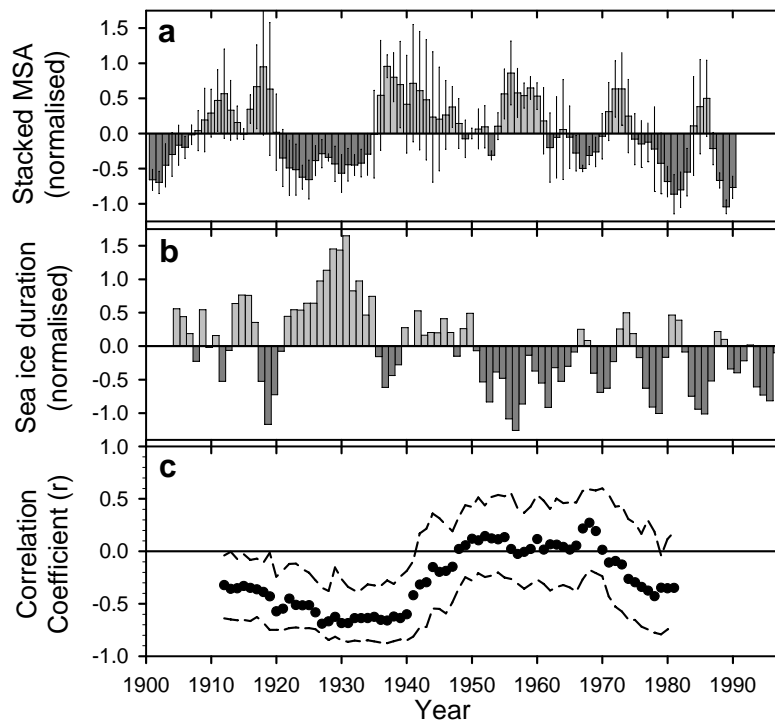 a
Stacked MSA
(normalised)
1.5
1.0
0.5
0.0
-0.5
-1.0
b
Sea ice duration
(normalised)
1.5
1.0
0.5
0.0
-0.5
-1.0
c
Correlation
Coefficient (r)
1.0
0.5
0.0
-0.5
-1.0
1900 1910 1920 1930 1940 1950 1960 1970 1980 1990
Year